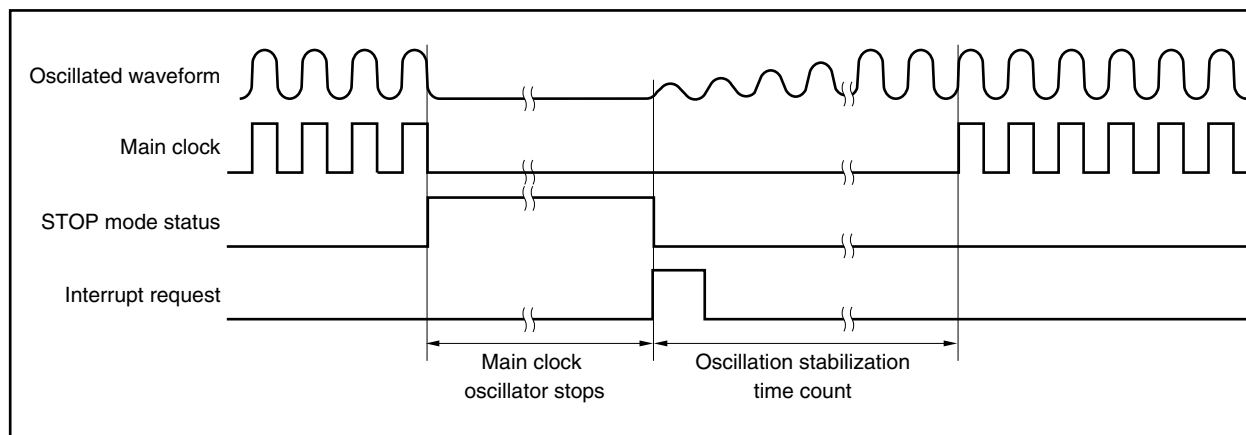 Oscillated waveform
Main clock
STOP mode status
Interrupt request
Main clock
oscillator stops
Oscillation stabilization
time count